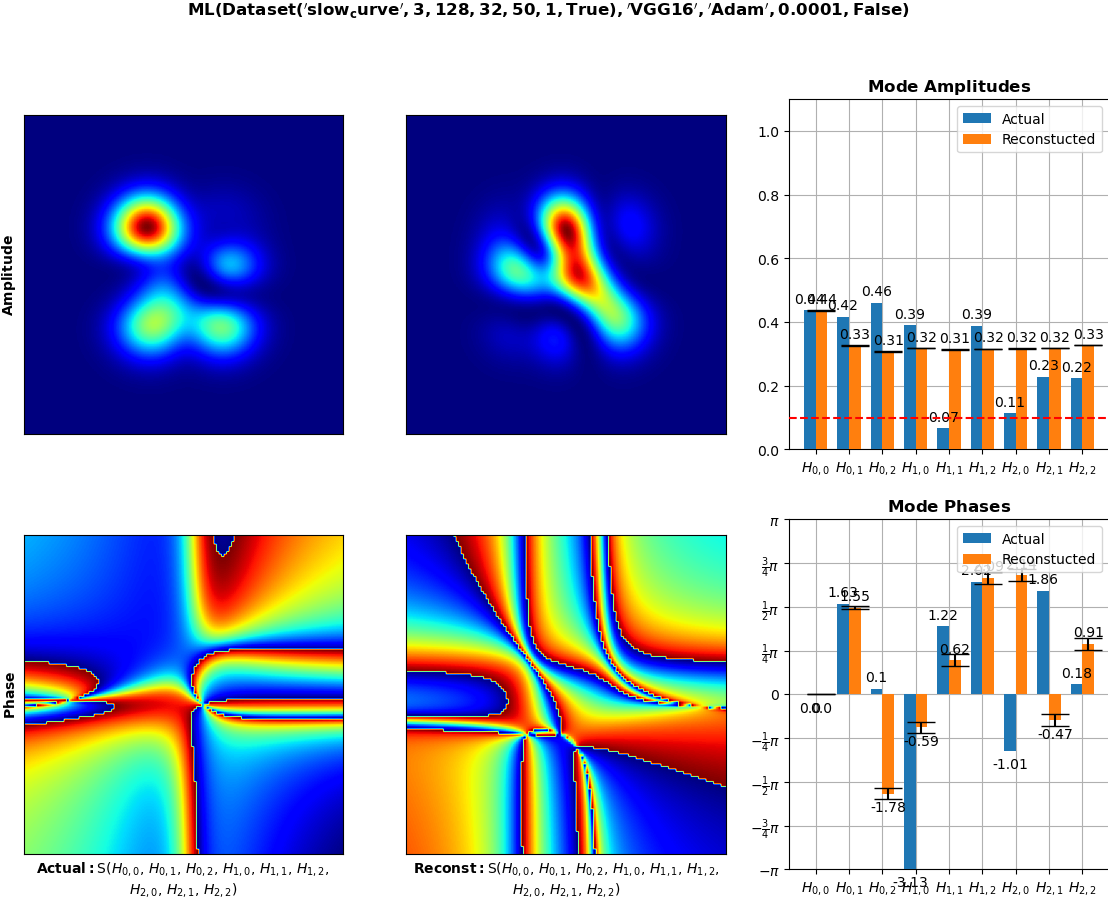 ML(Dataset('slow_curve', 3, 128, 32, 50, 1, True), 'VGG16', 'Adam', 0.0001, False)
Amplitude
Mode Amplitudes
Actual
Reconstucted
1.0
0.8
0.6
0.4
0.2
0.0
0.44
0.44
0.42
0.33
0.46
0.31
0.39
0.32
0.07
0.31
0.39
0.32
0.11
0.32
0.23
0.32
0.22
0.33
H0,0 H0,1 H0,2 H1,0 H1,1 H1,2 H2,0 H2,1 H2,2
Phase
Actual: S(H0,0, H0,1, H0,2, H1,0, H1,1, H1,2,
H2,0, H2,1, H2,2)
Reconst: S(H0,0, H0,1, H0,2, H1,0, H1,1, H1,2,
H2,0, H2,1, H2,2)
Mode Phases
Actual
Reconstucted
π
3/4π
1/2π
1/4π
0
−1/4π
−1/2π
−3/4π
−π
0.0
0.0
1.63
1.55
0.1
-1.78
-3.13
-0.59
1.22
0.62
-1.01
1.86
-0.47
0.18
0.91
H0,0 H0,1 H0,2 H1,0 H1,1 H1,2 H2,0 H2,1 H2,2